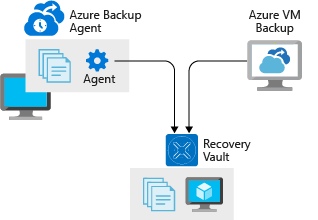 Azure Backup
Agent
Agent
Azure VM
Backup
Recovery
Vault